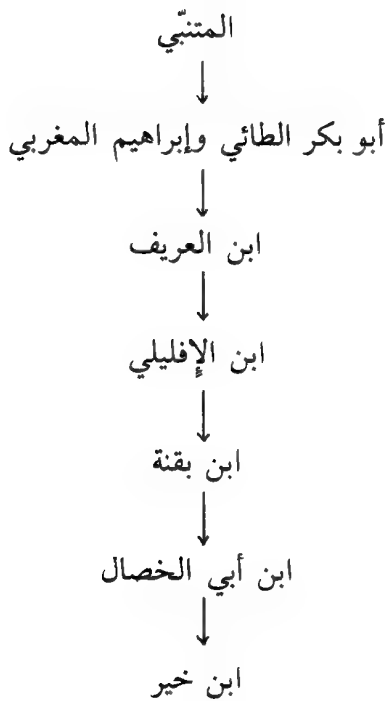 المتنبّي
أبو بكر الطائي وإبراهيم المغربي
ابن العريف
ابن الإفليلي
ابن بقنة
ابن أبي الخصال
ابن خير